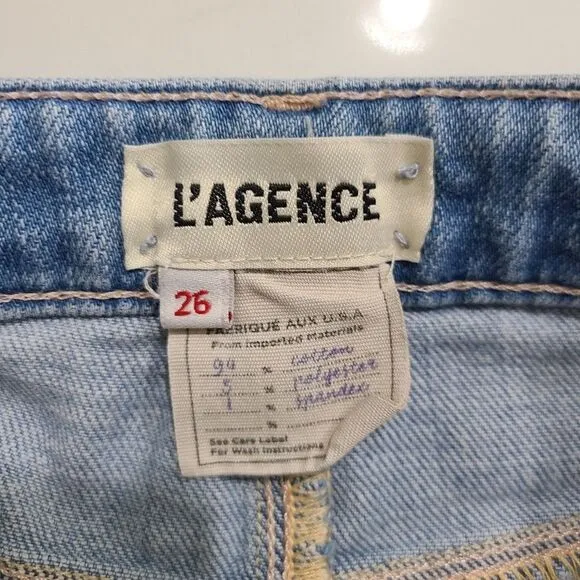 L'AGENCE
26
FABRIQUÉ AUX U.S.A
From Imported Materials
94 % cotton
5 % polyester
1 % spandex
%
See Care Label
For Wash Instructions